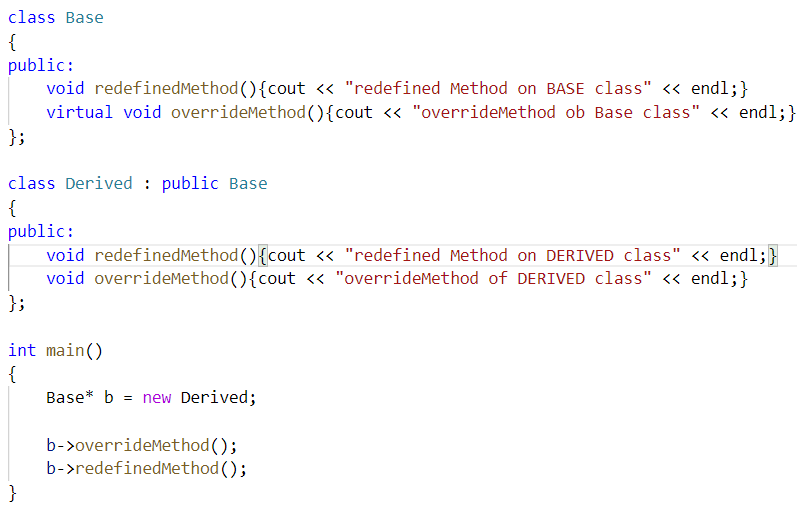 class Base
{
public:
    void redefinedMethod(){cout << "redefined Method on BASE class" << endl;}
    virtual void overrideMethod(){cout << "overrideMethod ob Base class" << endl;}
};

class Derived : public Base
{
public:
    void redefinedMethod(){cout << "redefined Method on DERIVED class" << endl;}
    void overrideMethod(){cout << "overrideMethod of DERIVED class" << endl;}
};

int main()
{
    Base* b = new Derived;

    b->overrideMethod();
    b->redefinedMethod();
}